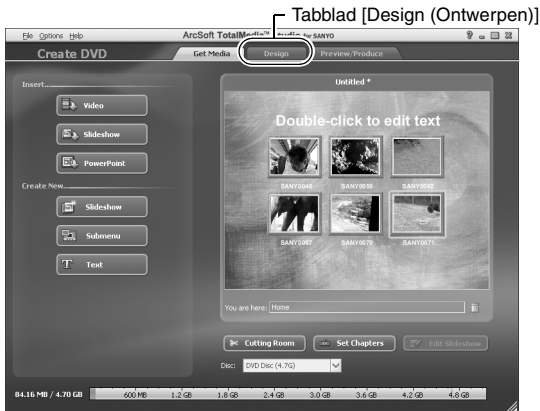 Tabblad [Design (Ontwerpen)]
File Options Help
ArcSoft TotalMedia™ Studio for SANYO
Create DVD
Get Media
Design
Preview/Produce
Insert
Video
Slideshow
PowerPoint
Create New
Slideshow
Submenu
Text
Untitled *
Double-click to edit text
SANY0048 SANY0050 SANY0052
SANY0067 SANY0070 SANY0071
You are here: Home
Cutting Room
Set Chapters
Edit Slideshow
Disc: DVD Disc (4.7G)
84.16 MB / 4.70 GB 600 MB 1.2 GB 1.8 GB 2.4 GB 3.0 GB 3.6 GB 4.2 GB 4.8 GB